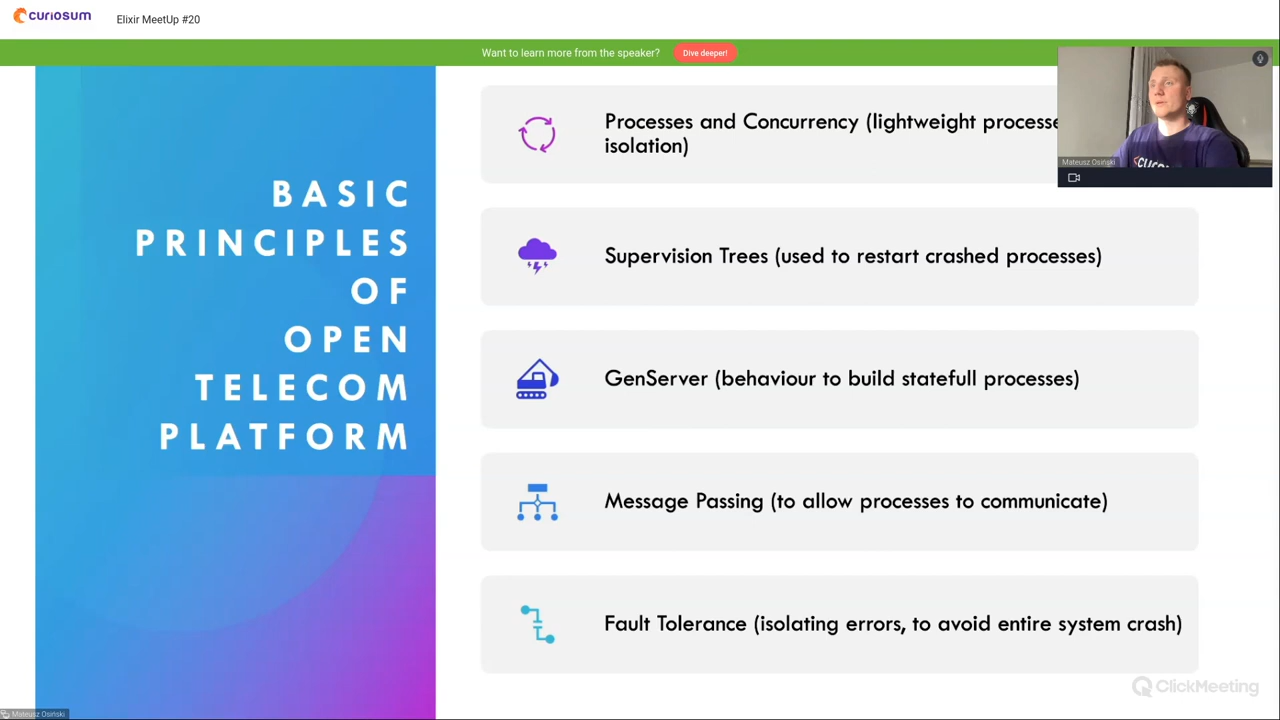 curiosum
Elixir MeetUp #20
Want to learn more from the speaker? Dive deeper!
BASIC
PRINCIPLES
OF
OPEN
TELECOM
PLATFORM
Processes and Concurrency (lightweight
isolation)
Supervision Trees (used to restart crashed processes)
GenServer (behaviour to build statefull processes)
Message Passing (to allow processes to communicate)
Fault Tolerance (isolating errors, to avoid entire system crash)
Mateusz Osiński
ClickMeeting
Mateusz Osiński